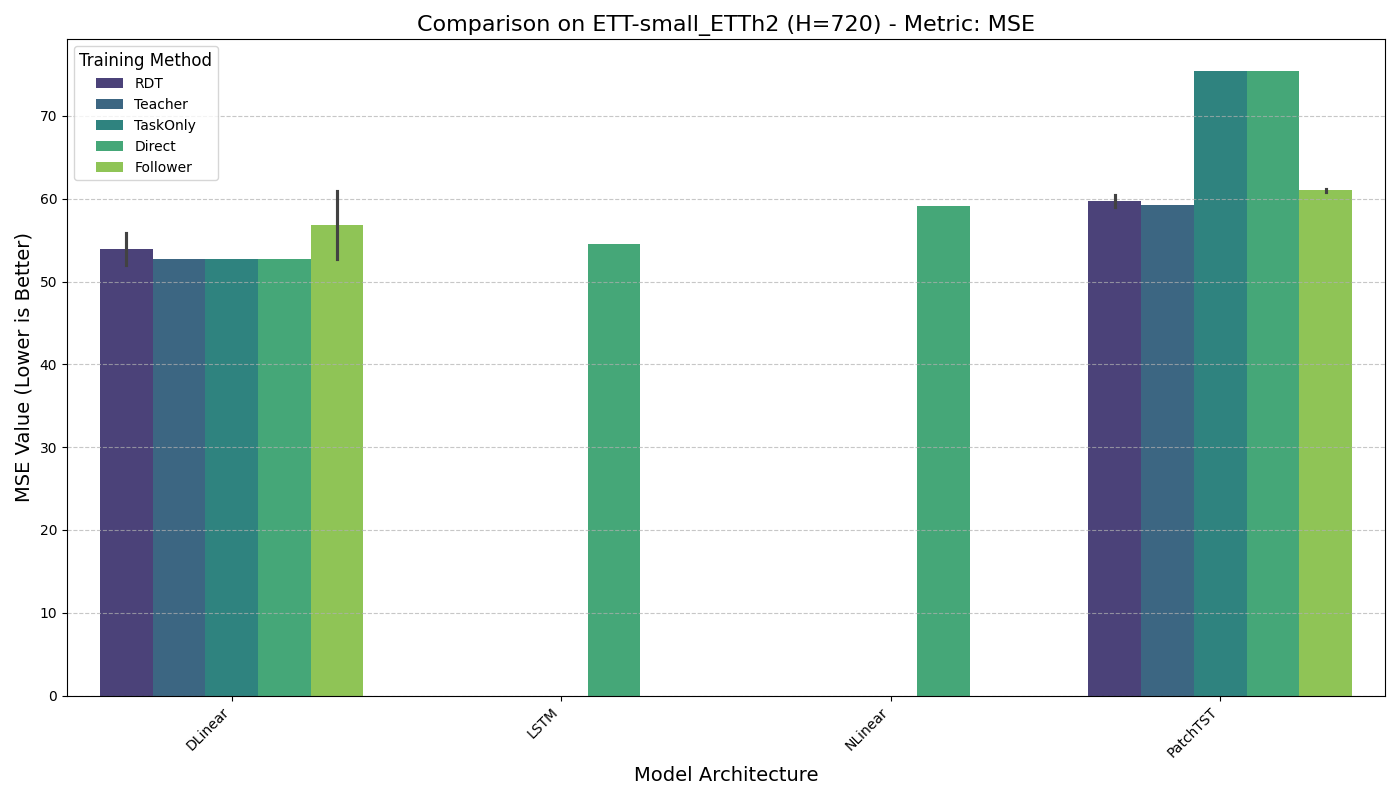 Comparison on ETT-small_ETTh2 (H=720) - Metric: MSE
Training Method
RDT
Teacher
TaskOnly
Direct
Follower
MSE Value (Lower is Better)
70
60
50
40
30
20
10
0
DLinear
LSTM
NLinear
PatchTST
Model Architecture